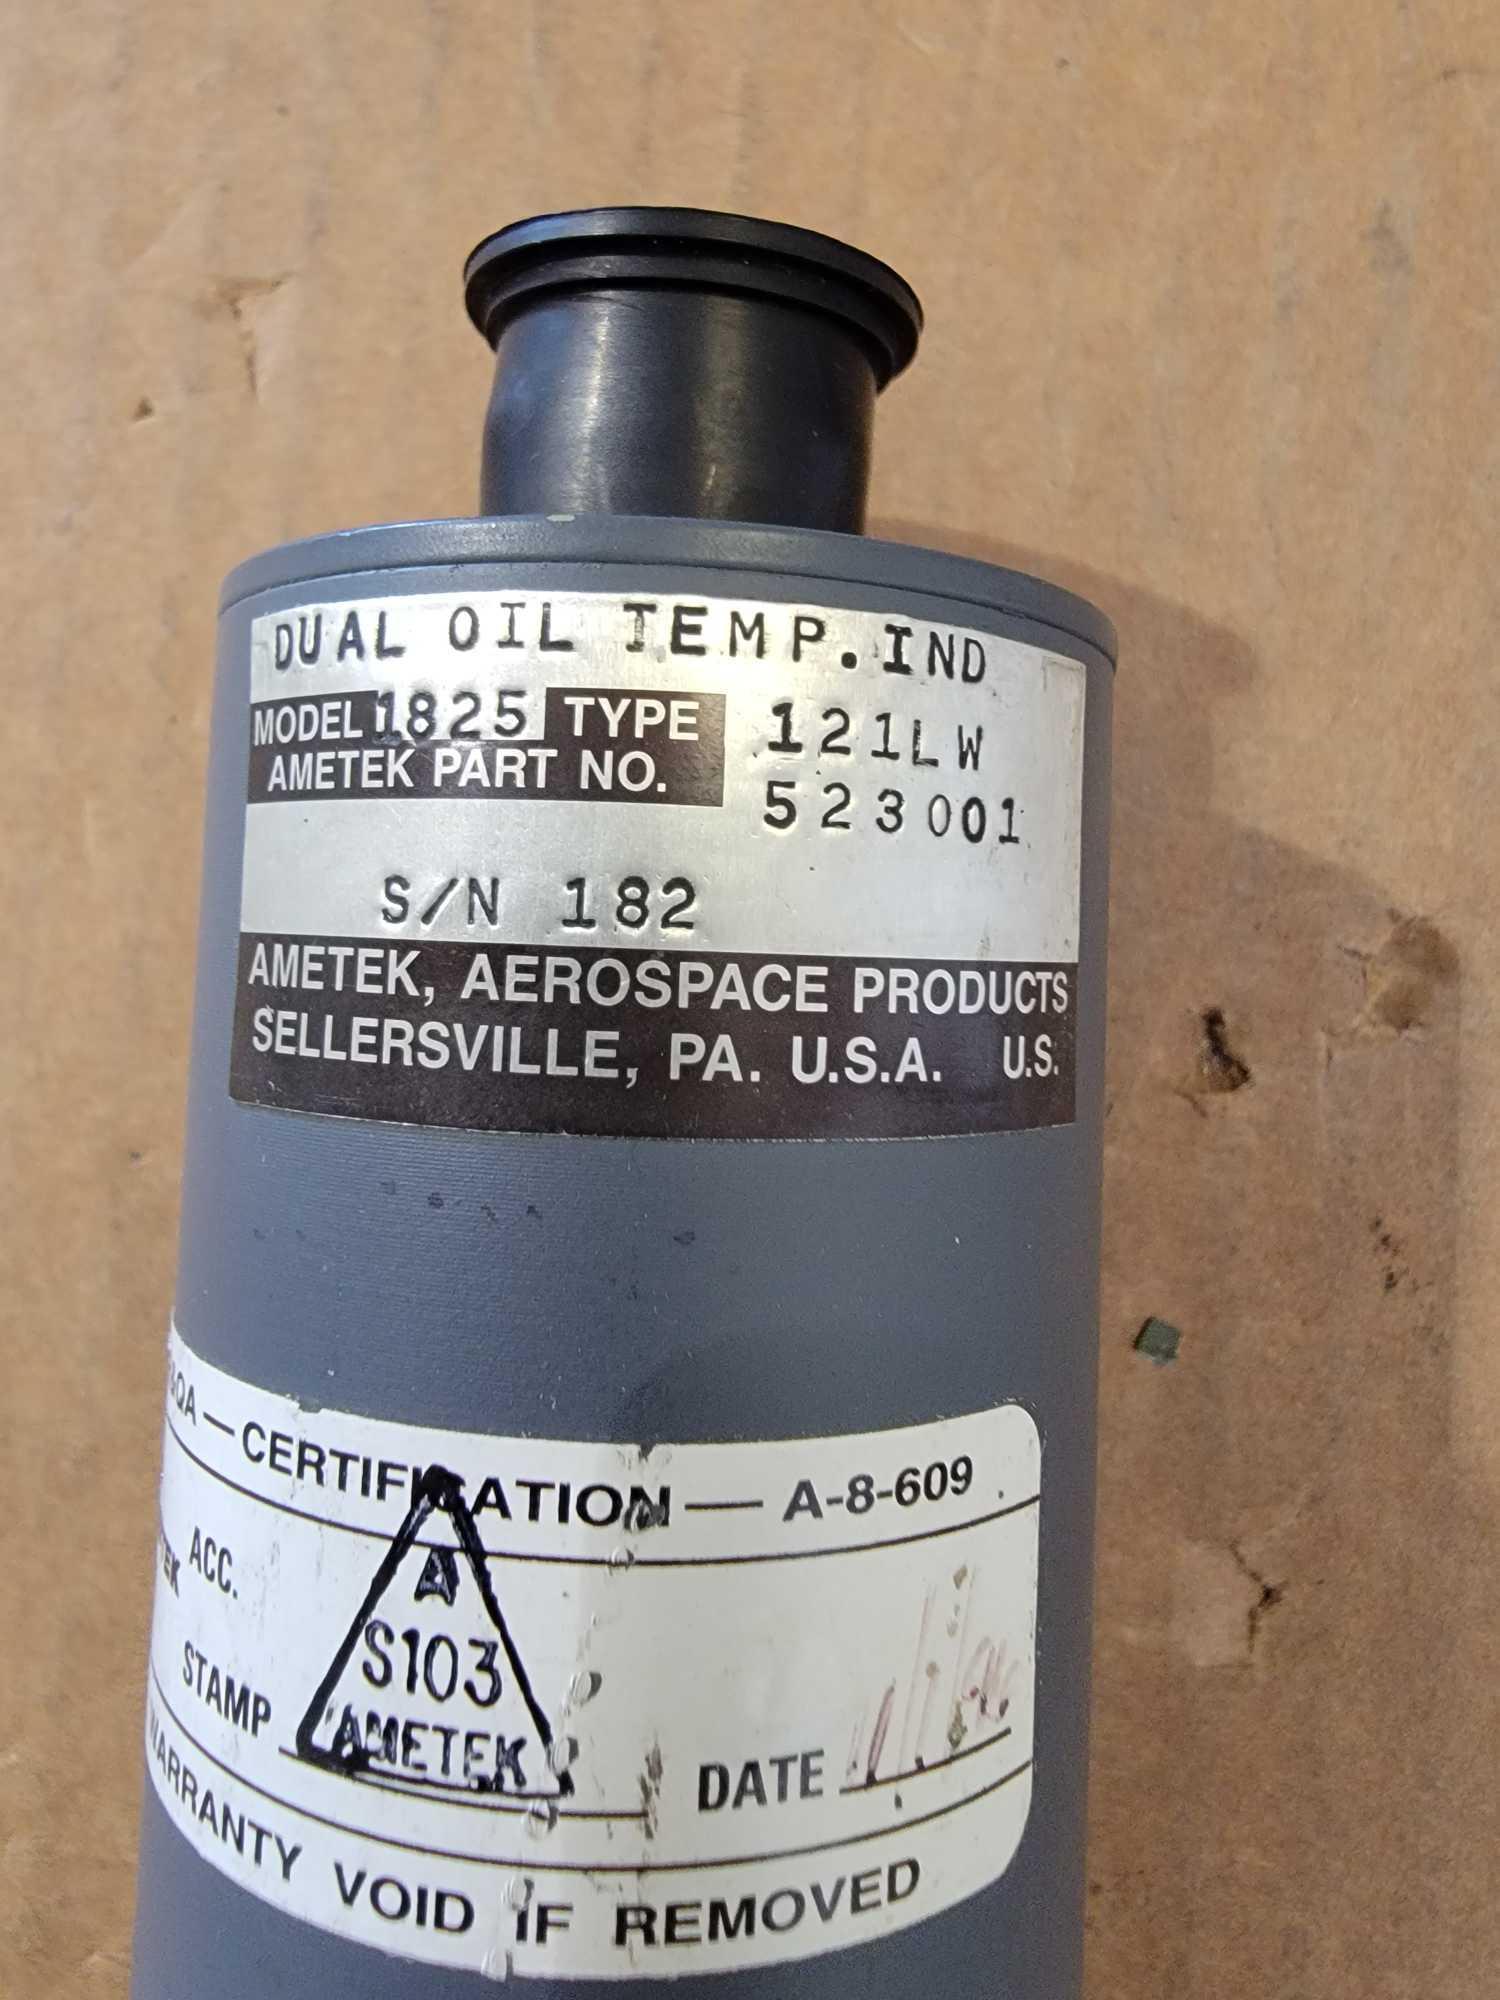 DUAL OIL TEMP. IND
MODEL 1825 TYPE 121LW
AMETEK PART NO. 523001
S/N 182
AMETEK, AEROSPACE PRODUCTS
SELLERSVILLE, PA. U.S.A. U.S.
QA — CERTIFICATION — A-8-609
ACC.
STAMP
A
S103
AMETEK
DATE
WARRANTY VOID IF REMOVED